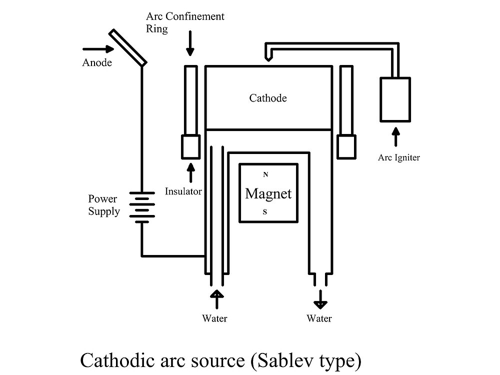 Arc Confinement
Ring
Anode
Cathode
Arc Igniter
Insulator
N
Magnet
S
Power
Supply
Water
Water
Cathodic arc source (Sablev type)